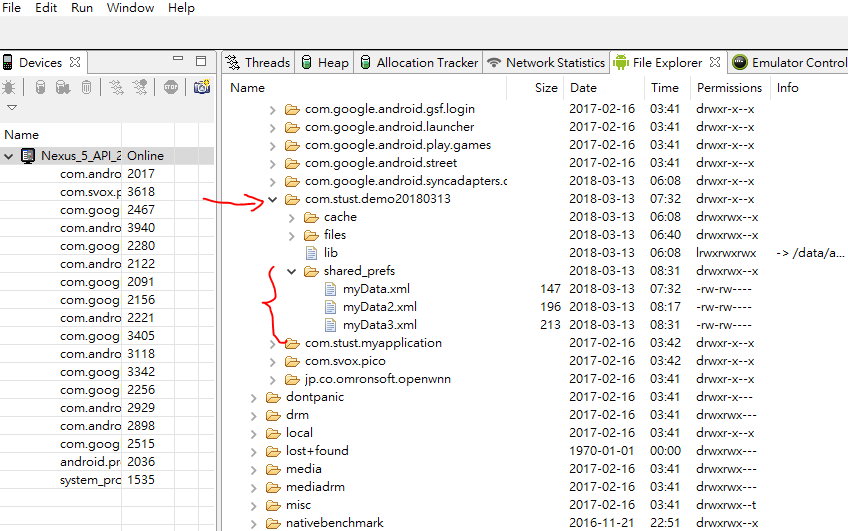 File Edit Run Window Help
Devices
Threads Heap Allocation Tracker Network Statistics File Explorer Emulator Control
Name
Nexus_5_API_2 Online
com.andro 2017
com.svox.p 3618
com.goog 2467
com.andro 3940
com.goog 2280
com.andro 2122
com.goog 2091
com.goog 2156
com.andro 2221
com.goog 3405
com.andro 3118
com.goog 3342
com.goog 2256
com.andro 2929
com.andro 2898
com.goog 2515
android.pr 2036
system_pro 1535
Name Size Date Time Permissions Info
com.google.android.gsf.login 2017-02-16 03:41 drwxr-x--x
com.google.android.launcher 2017-02-16 03:41 drwxr-x--x
com.google.android.play.games 2017-02-16 03:41 drwxr-x--x
com.google.android.street 2017-02-16 03:41 drwxr-x--x
com.google.android.syncadapters.c 2018-03-13 06:08 drwxr-x--x
com.stust.demo20180313 2018-03-13 07:32 drwxr-x--x
cache 2018-03-13 06:08 drwxrwx--x
files 2018-03-13 06:40 drwxrwx--x
lib 2018-03-13 06:08 lrwxrwxrwx -> /data/a...
shared_prefs 2018-03-13 08:31 drwxrwx--x
myData.xml 147 2018-03-13 07:32 -rw-rw----
myData2.xml 196 2018-03-13 08:17 -rw-rw----
myData3.xml 213 2018-03-13 08:31 -rw-rw----
com.stust.myapplication 2017-02-16 03:42 drwxr-x--x
com.svox.pico 2017-02-16 03:42 drwxr-x--x
jp.co.omronsoft.openwnn 2017-02-16 03:41 drwxr-x--x
dontpanic 2017-02-16 03:41 drwxr-x---
drm 2017-02-16 03:41 drwxrwx---
local 2017-02-16 03:41 drwxr-x--x
lost+found 1970-01-01 00:00 drwxrwx---
media 2017-02-16 03:41 drwxrwx---
mediadrm 2017-02-16 03:41 drwxrwx---
misc 2017-02-16 03:41 drwxrwx--t
nativebenchmark 2016-11-21 22:51 drwxrwx--x